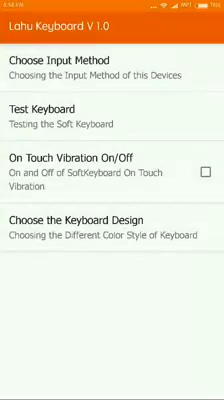 Lahu Keyboard V 1.0
Choose Input Method
Choosing the Input Method of this Devices
Test Keyboard
Testing the Soft Keyboard
On Touch Vibration On/Off
On and Off of SoftKeyboard On Touch
Vibration
Choose the Keyboard Design
Choosing the Different Color Style of Keyboard